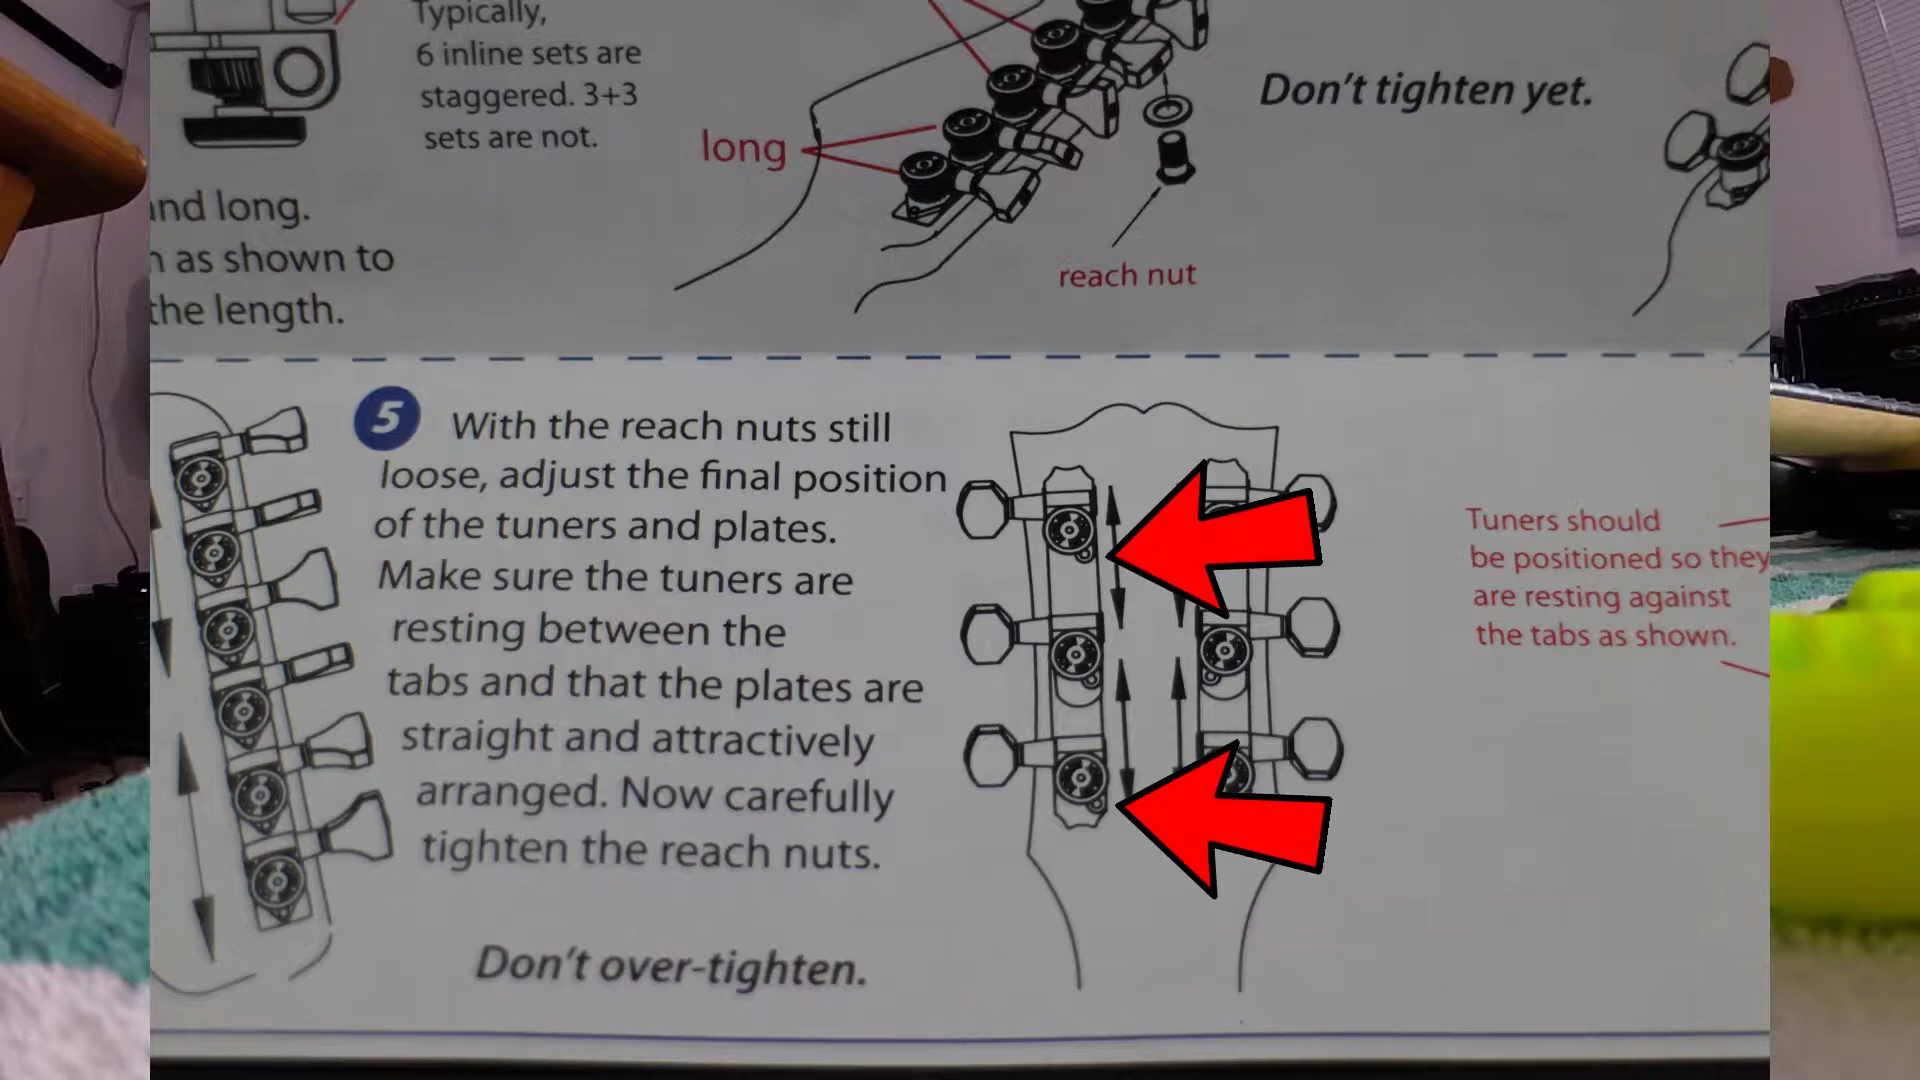 Typically,
6 inline sets are
staggered. 3+3
sets are not.
and long.
as shown to
the length.
long
reach nut
Don't tighten yet.
5 With the reach nuts still
loose, adjust the final position
of the tuners and plates.
Make sure the tuners are
resting between the
tabs and that the plates are
straight and attractively
arranged. Now carefully
tighten the reach nuts.
Don't over-tighten.
Tuners should
be positioned so they
are resting against
the tabs as shown.